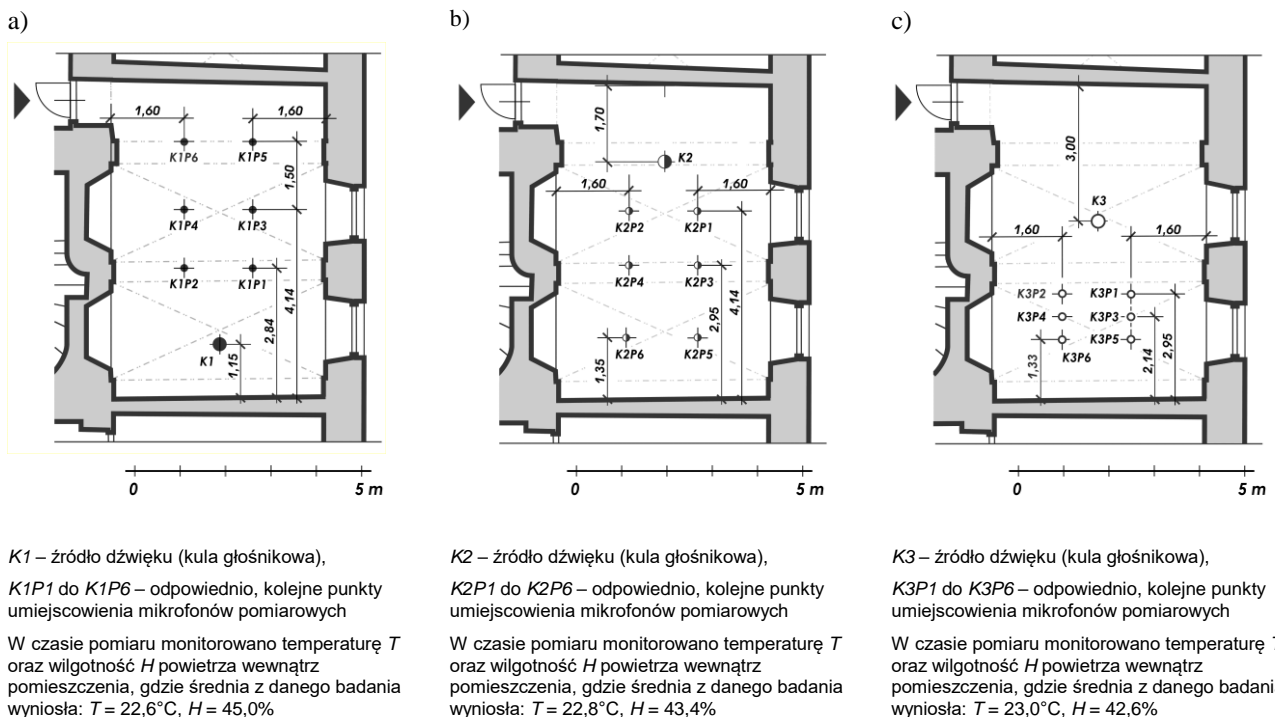 a)
1,60
1,60
K1P6
K1P5
1,50
K1P4
K1P3
K1P2
K1P1
4,14
2,84
K1
1,15
0
5 m
K1 – źródło dźwięku (kula głośnikowa),
K1P1 do K1P6 – odpowiednio, kolejne punkty
umiejscowienia mikrofonów pomiarowych
W czasie pomiaru monitorowano temperaturę T
oraz wilgotność H powietrza wewnątrz
pomieszczenia, gdzie średnia z danego badania
wyniosła: T = 22,6°C, H = 45,0%
b)
1,70
K2
1,60
1,60
K2P2
K2P1
K2P4
K2P3
4,14
2,95
K2P6
K2P5
1,35
0
5 m
K2 – źródło dźwięku (kula głośnikowa),
K2P1 do K2P6 – odpowiednio, kolejne punkty
umiejscowienia mikrofonów pomiarowych
W czasie pomiaru monitorowano temperaturę T
oraz wilgotność H powietrza wewnątrz
pomieszczenia, gdzie średnia z danego badania
wyniosła: T = 22,8°C, H = 43,4%
c)
3,00
K3
1,60
1,60
K3P2
K3P1
K3P4
K3P3
K3P5
K3P6
2,95
2,14
1,33
0
5 m
K3 – źródło dźwięku (kula głośnikowa),
K3P1 do K3P6 – odpowiednio, kolejne punkty
umiejscowienia mikrofonów pomiarowych
W czasie pomiaru monitorowano temperaturę T
oraz wilgotność H powietrza wewnątrz
pomieszczenia, gdzie średnia z danego badania
wyniosła: T = 23,0°C, H = 42,6%